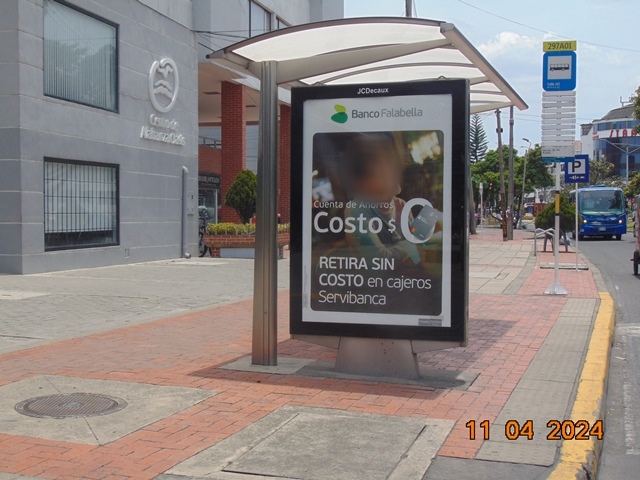 297A01
P
JCDecaux
Banco Falabella
Cuenta de Ahorros
Costo $0
RETIRA SIN
COSTO en cajeros
Servibanca
11 04 2024